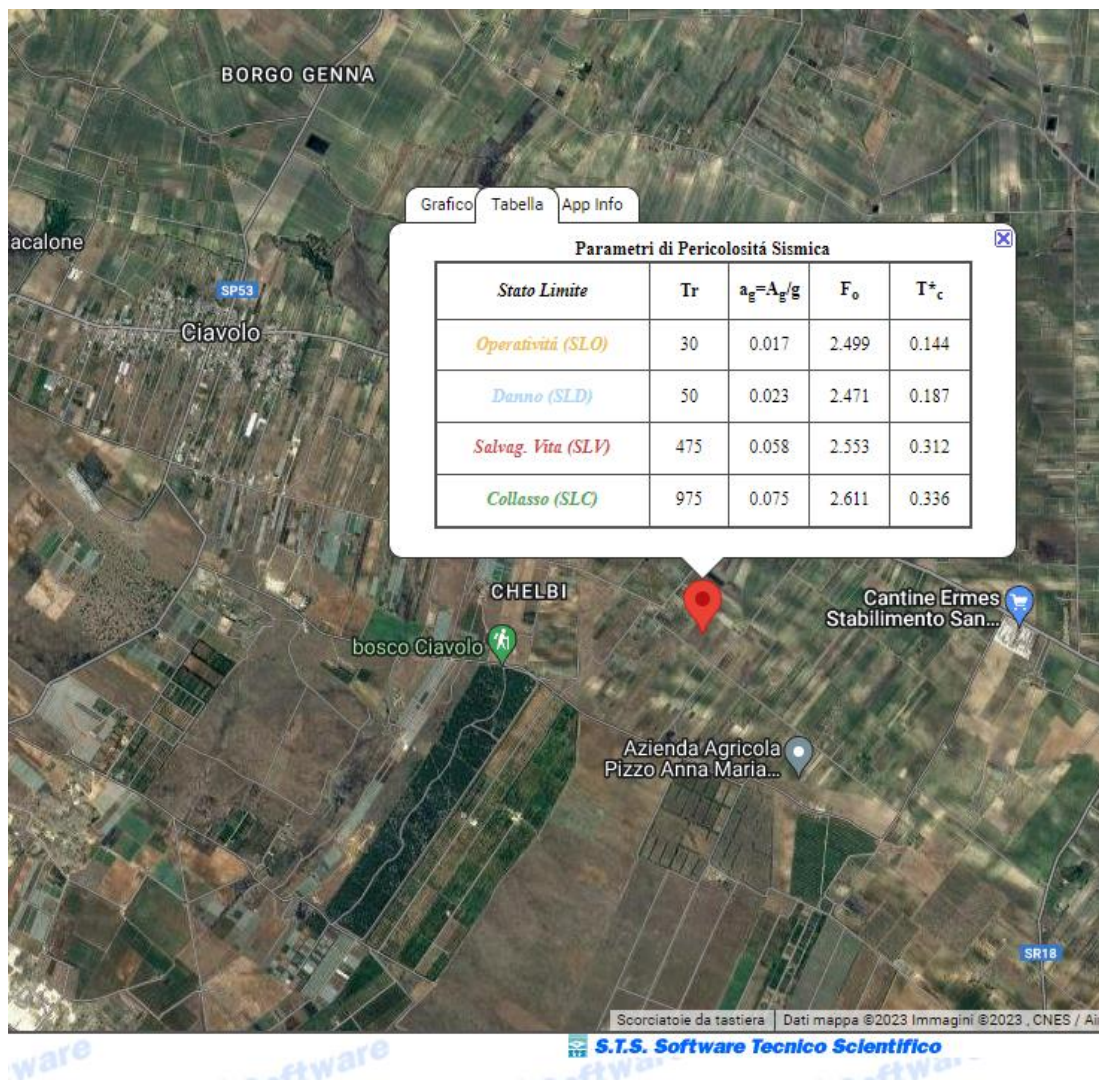 BORGO GENNA
Grafico Tabella App Info
acalone
Parametri di Pericolositá Sismica
Stato Limite Tr ag=Ag/g Fo T*c
SP53
Ciavolo
Operativitá (SLO) 30 0.017 2.499 0.144
Danno (SLD) 50 0.023 2.471 0.187
Salvag. Vita (SLV) 475 0.058 2.553 0.312
Collasso (SLC) 975 0.075 2.611 0.336
CHELBI
Cantine Ermes
Stabilimento San...
bosco Ciavolo
Azienda Agricola
Pizzo Anna Maria...
SR18
Scorciatoie da tastiera Dati mappa ©2023 Immagini ©2023 , CNES / Ai
S.T.S. Software Tecnico Scientifico
ware
ftware
ftwar